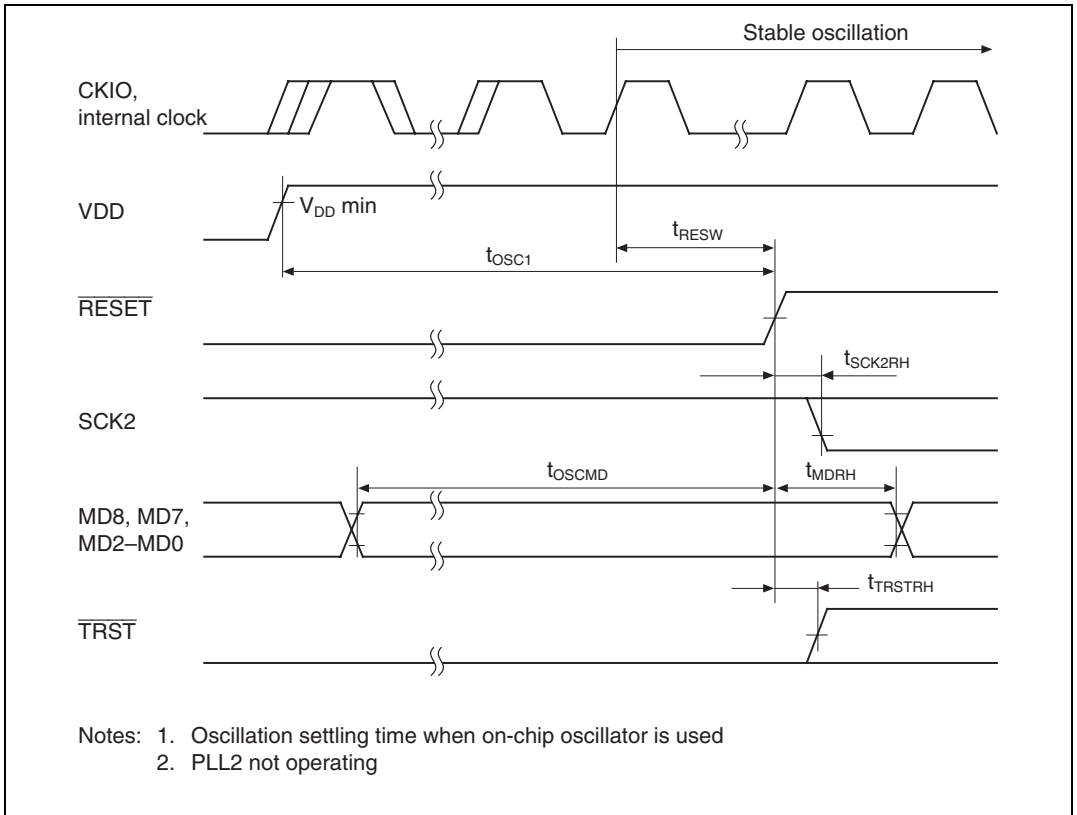 Stable oscillation
CKIO,
internal clock
VDD
VDD min
tRESW
tOSC1
RESET
tSCK2RH
SCK2
tOSCMD
tMDRH
MD8, MD7,
MD2–MD0
tTRSTRH
TRST
Notes: 1. Oscillation settling time when on-chip oscillator is used
2. PLL2 not operating